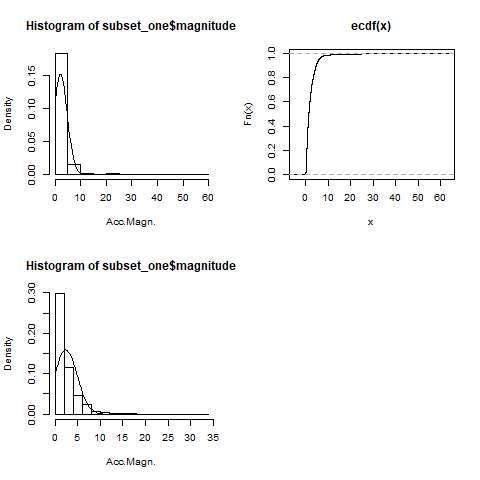 Histogram of subset_one$magnitude
Density
0.00 0.05 0.10 0.15
0 10 20 30 40 50 60
Acc.Magn.
ecdf(x)
Fn(x)
0.0 0.2 0.4 0.6 0.8 1.0
0 10 20 30 40 50 60
x
Histogram of subset_one$magnitude
Density
0.00 0.10 0.20 0.30
0 5 10 15 20 25 30 35
Acc.Magn.